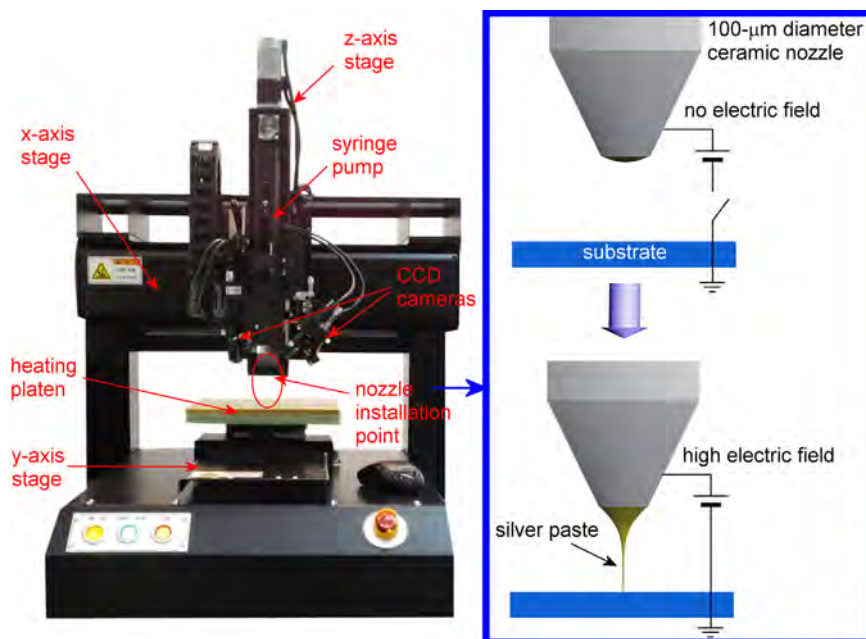 z-axis
stage
x-axis
stage
syringe
pump
CCD
cameras
heating
platen
nozzle
installation
point
y-axis
stage
100-μm diameter
ceramic nozzle
no electric field
substrate
high electric field
silver paste